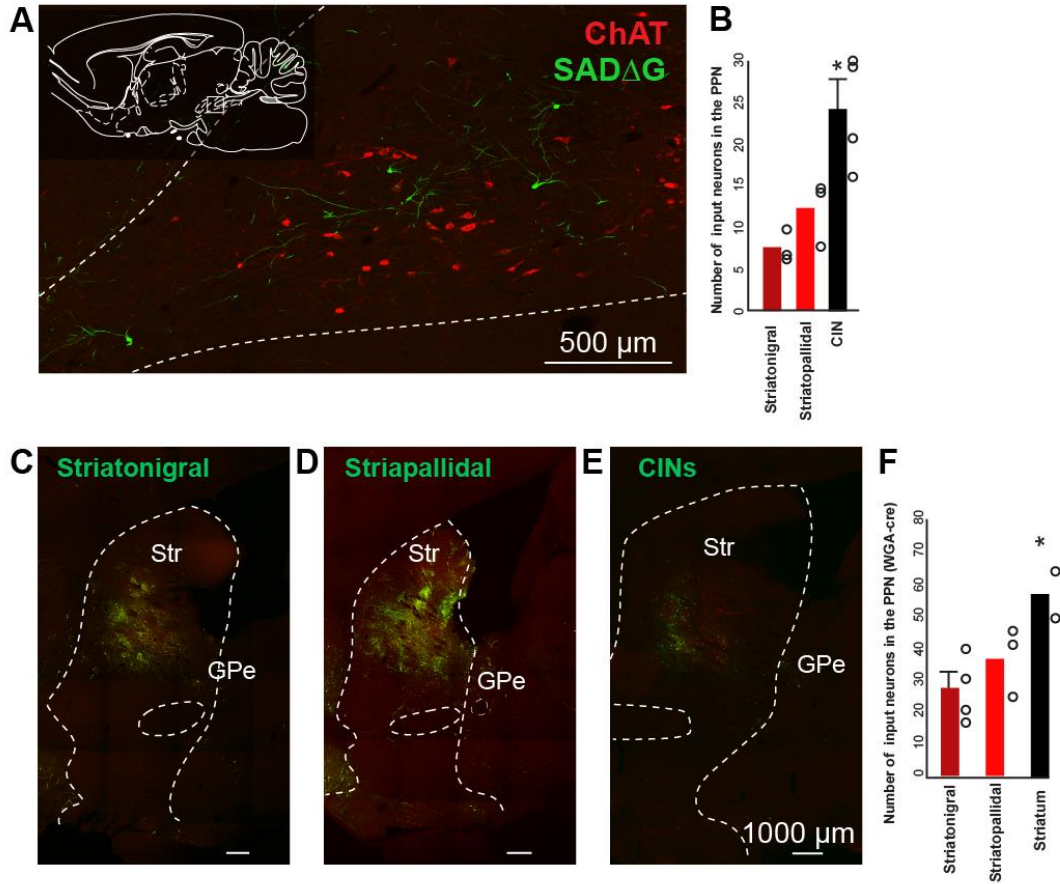 A
ChAT
SADΔG
500 µm
B
Number of input neurons in the PPN
30
25
20
15
10
5
0
*
Striatonigral
Striatopallidal
CIN
C
Striatonigral
Str
GPe
D
Striapallidal
Str
GPe
E
CINs
Str
GPe
1000 µm
F
Number of input neurons in the PPN (WGA-cre)
80
70
60
50
40
30
20
10
0
*
Striatonigral
Striatopallidal
Striatum